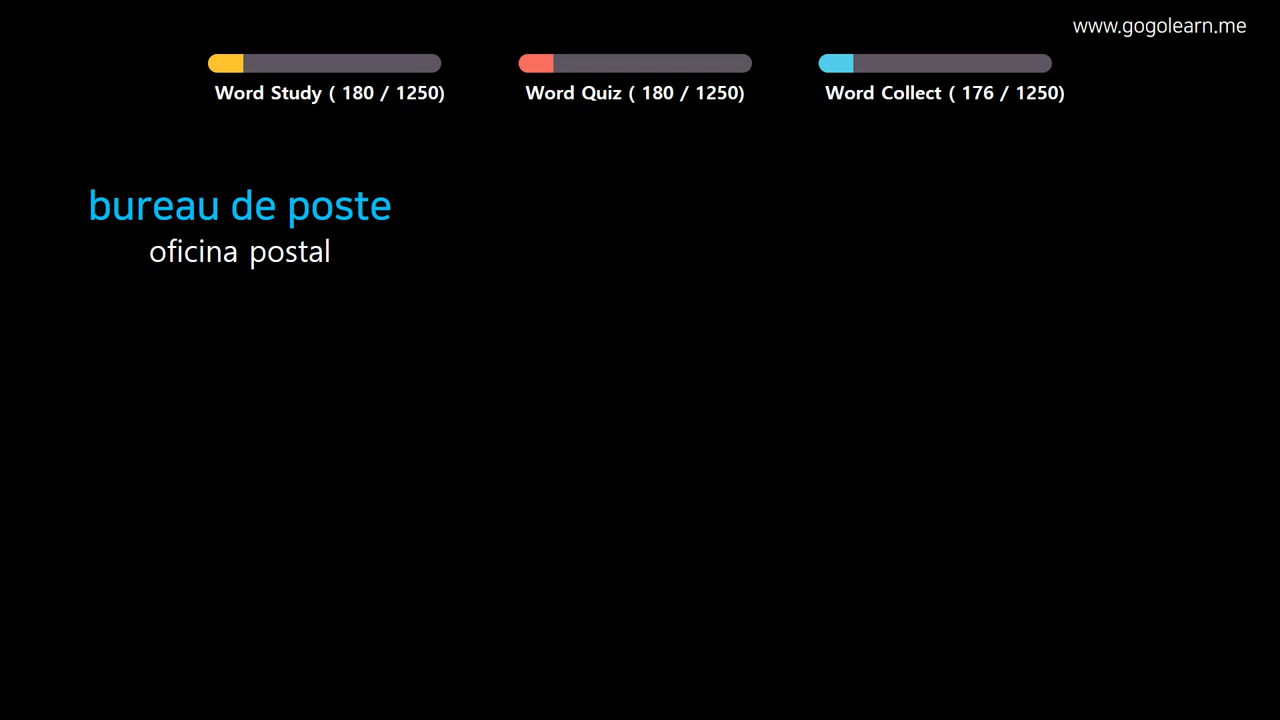 www.gogolearn.me
Word Study ( 180 / 1250)
Word Quiz ( 180 / 1250)
Word Collect ( 176 / 1250)
bureau de poste
oficina postal